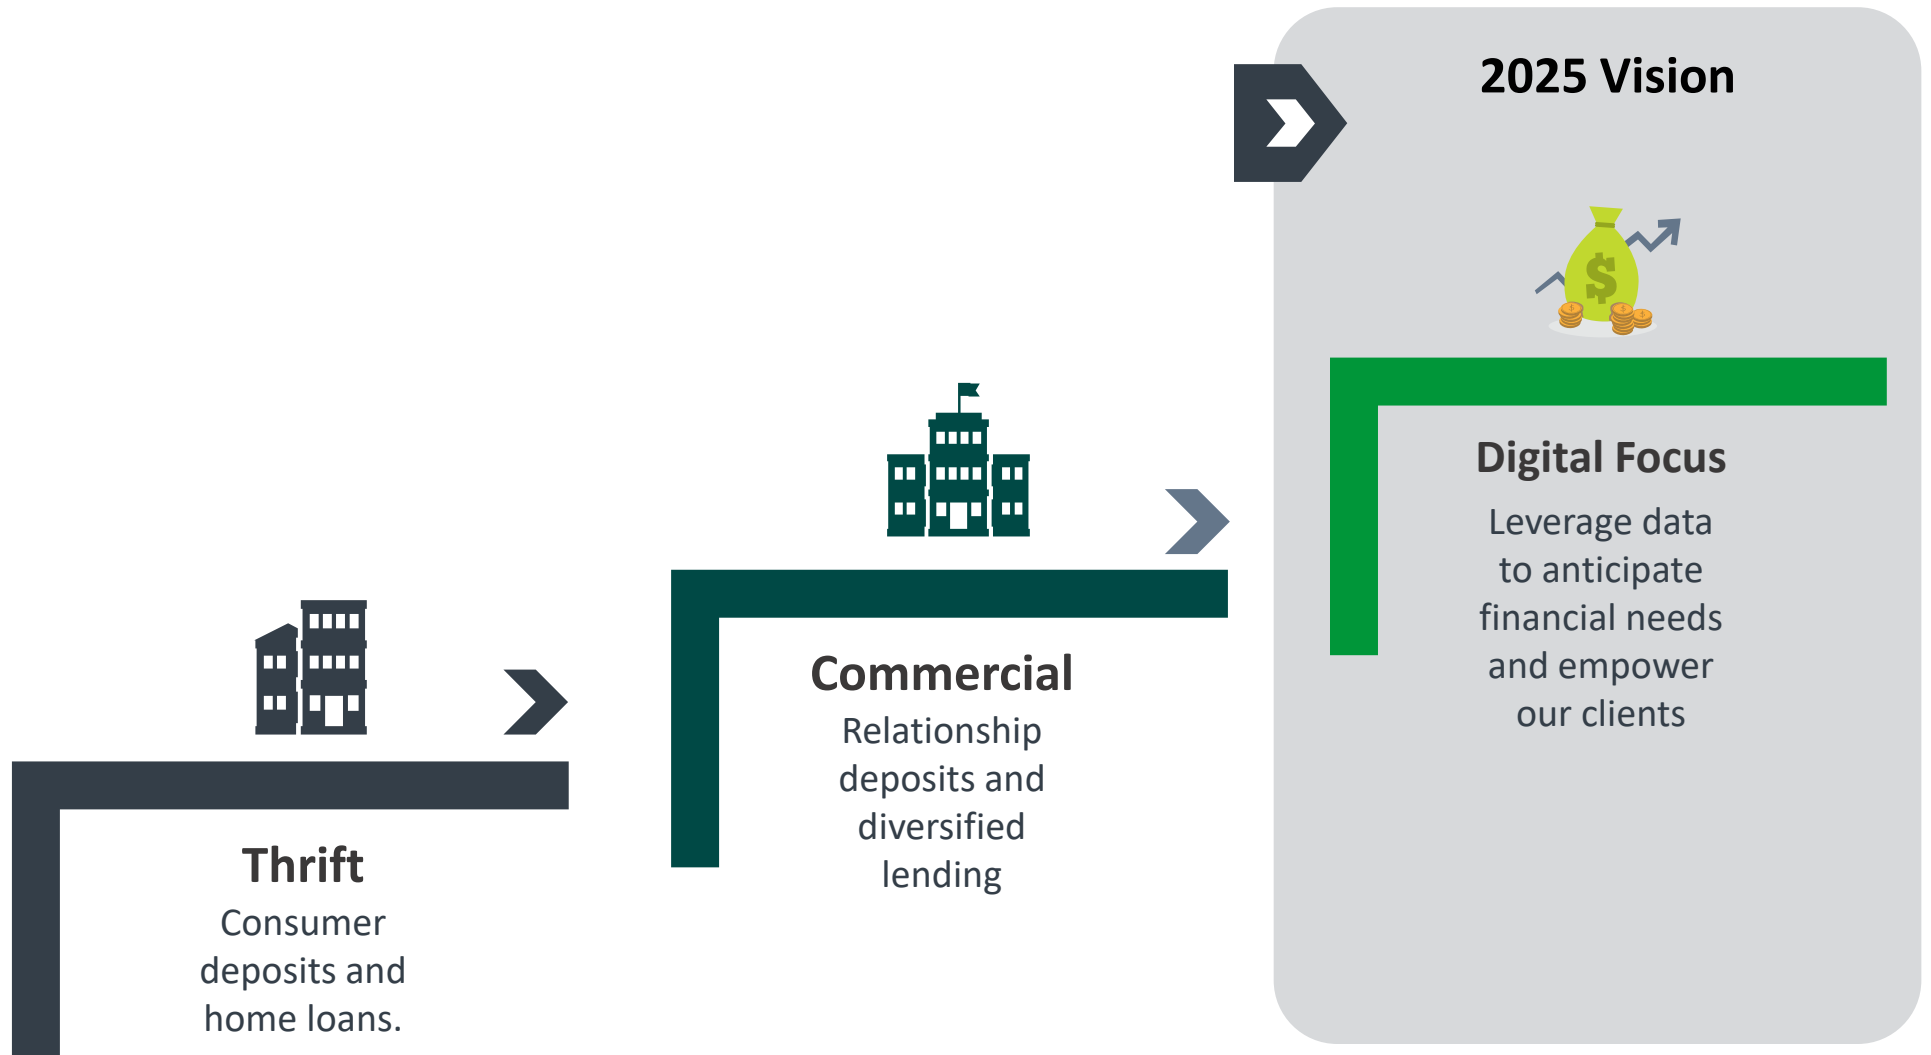 2025 Vision
Thrift
Consumer
deposits and
home loans.
Commercial
Relationship
deposits and
diversified
lending
$
Digital Focus
Leverage data
to anticipate
financial needs
and empower
our clients